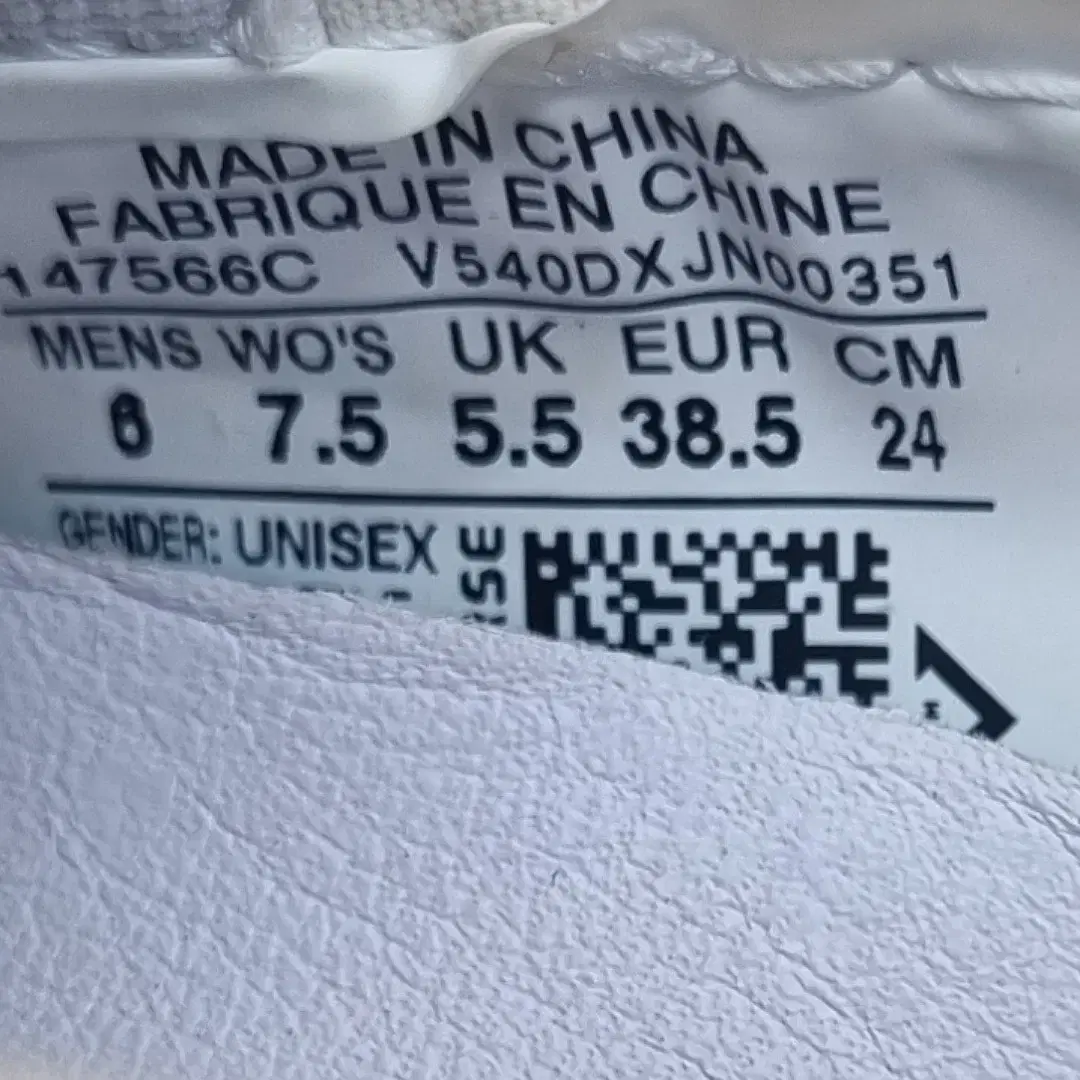 MADE IN CHINA
FABRIQUE EN CHINE
147566C V540DXJN00351
MENS WO'S UK EUR CM
6 7.5 5.5 38.5 24
GENDER: UNISEX